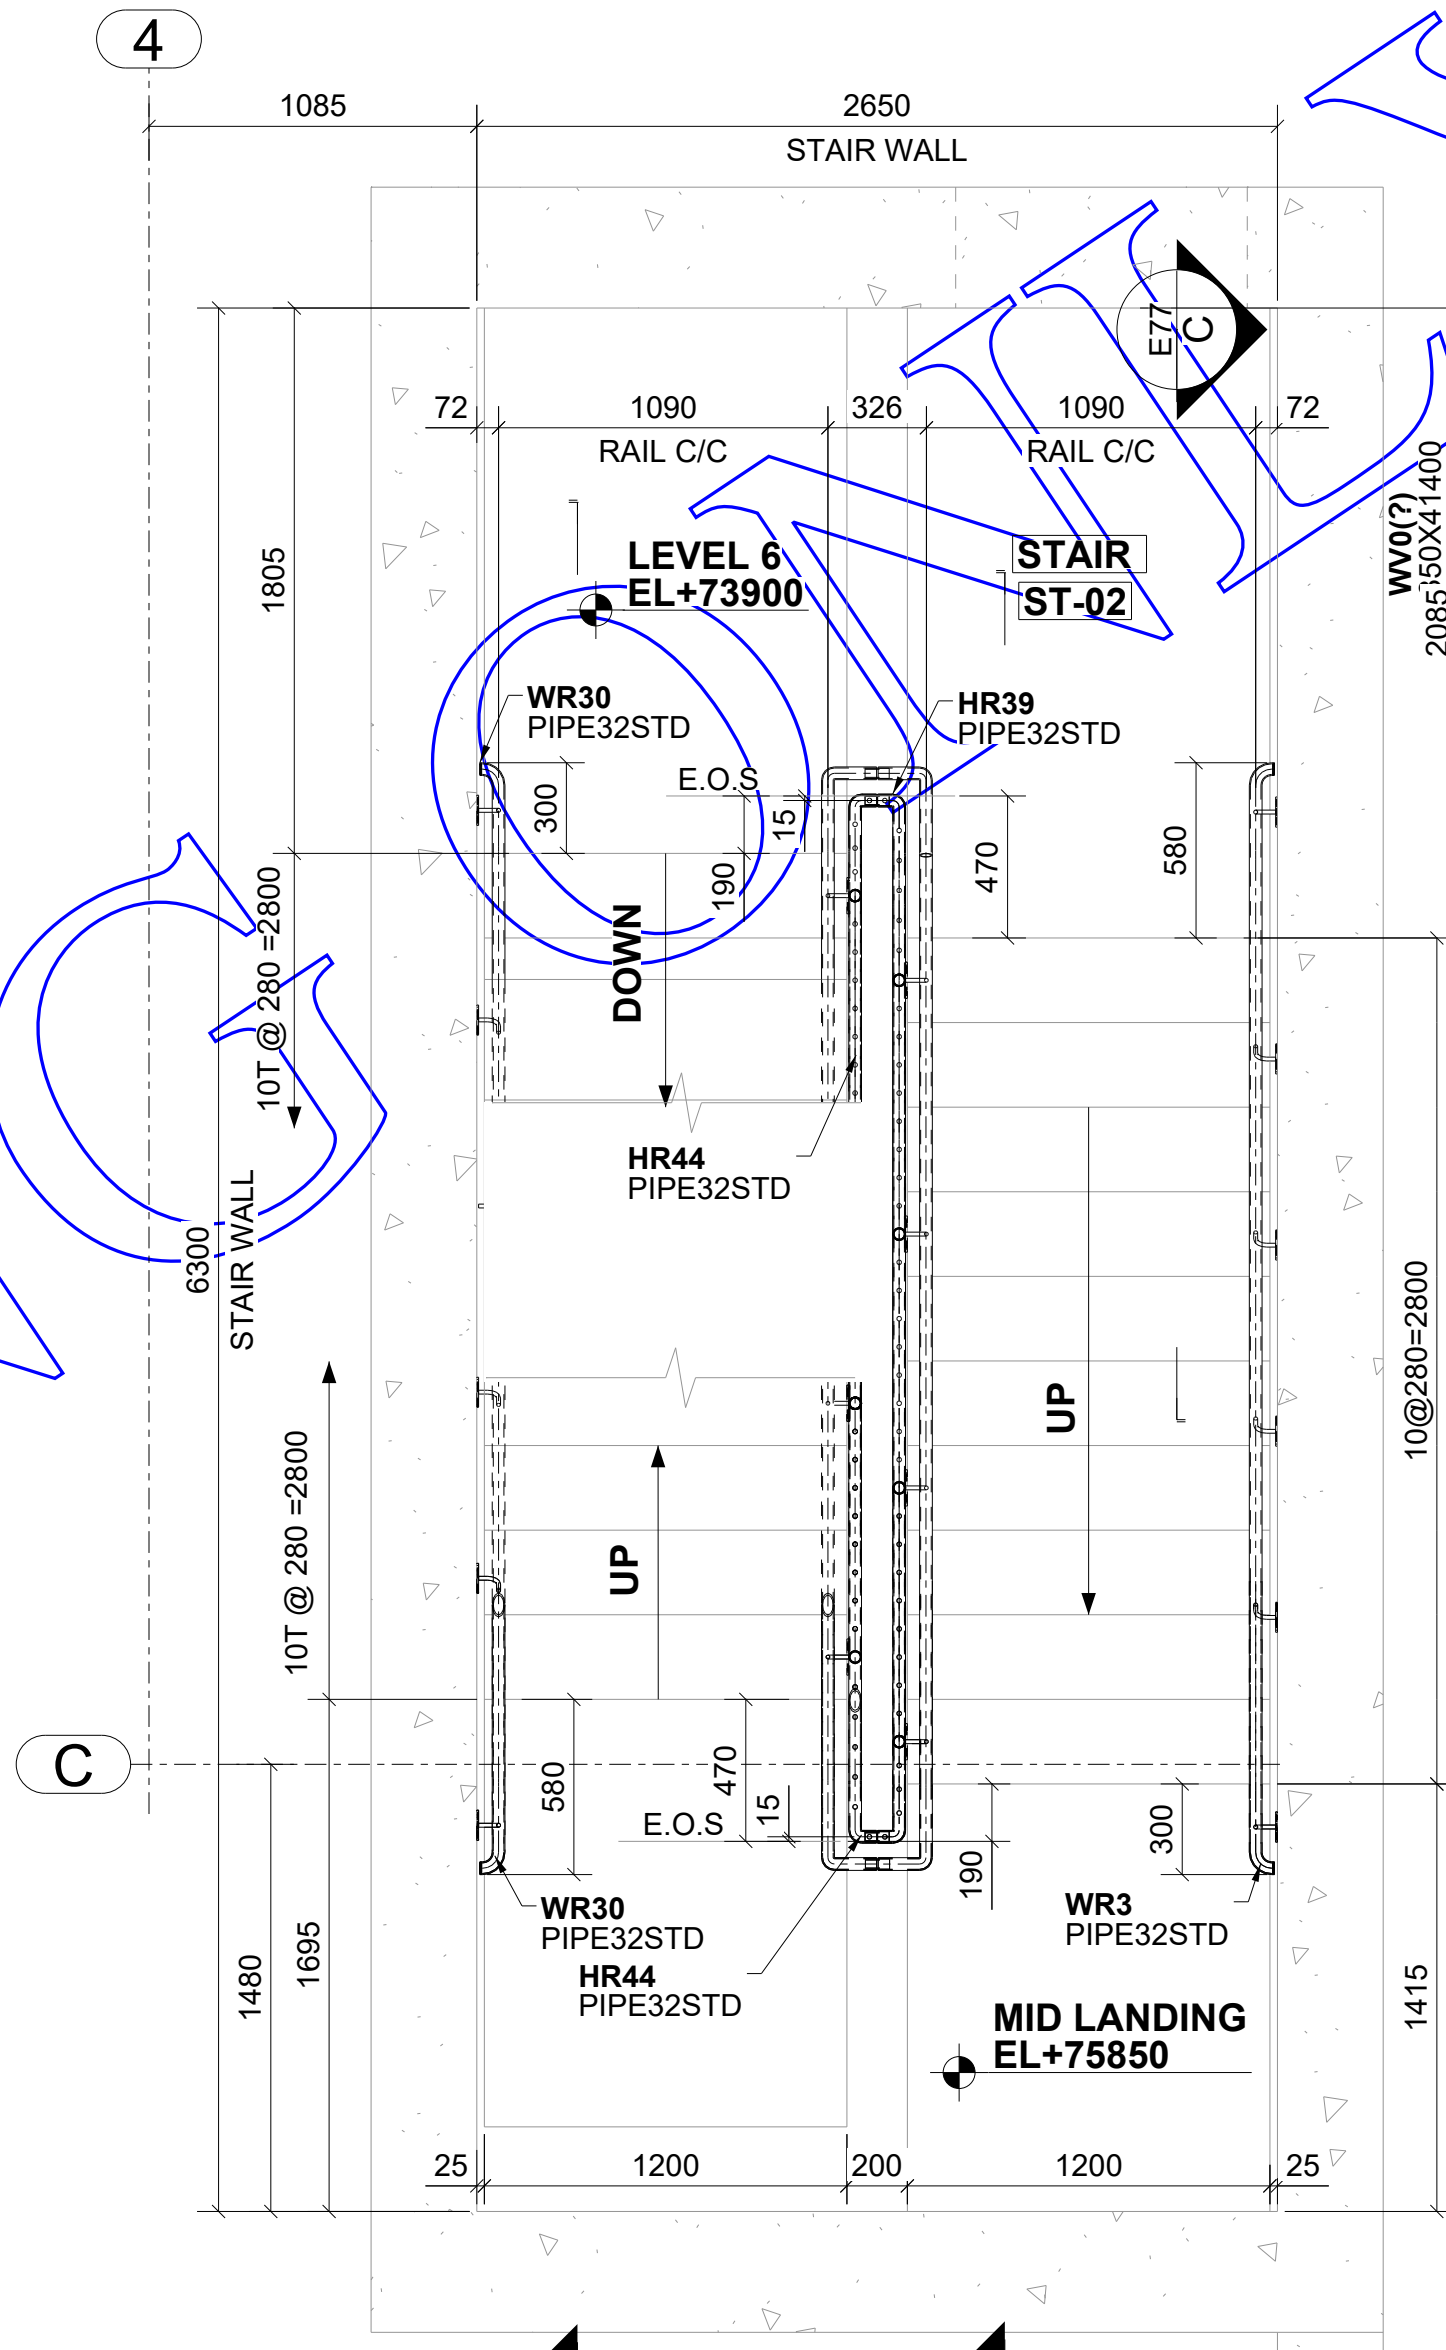 4
1085
2650
STAIR WALL
E77
C
72
1090
326
1090
72
RAIL C/C
RAIL C/C
WV0(?)
1805
LEVEL 6
EL+73900
STAIR
ST-02
WR30
PIPE32STD
HR39
PIPE32STD
E.O.S
300
15
190
470
580
10T @ 280 =2800
DOWN
HR44
PIPE32STD
6300
STAIR WALL
10@280=2800
UP
10T @ 280 =2800
UP
C
580
470
15
E.O.S
190
300
WR30
PIPE32STD
HR44
PIPE32STD
WR3
PIPE32STD
1480
1695
1415
MID LANDING
EL+75850
25
1200
200
1200
25